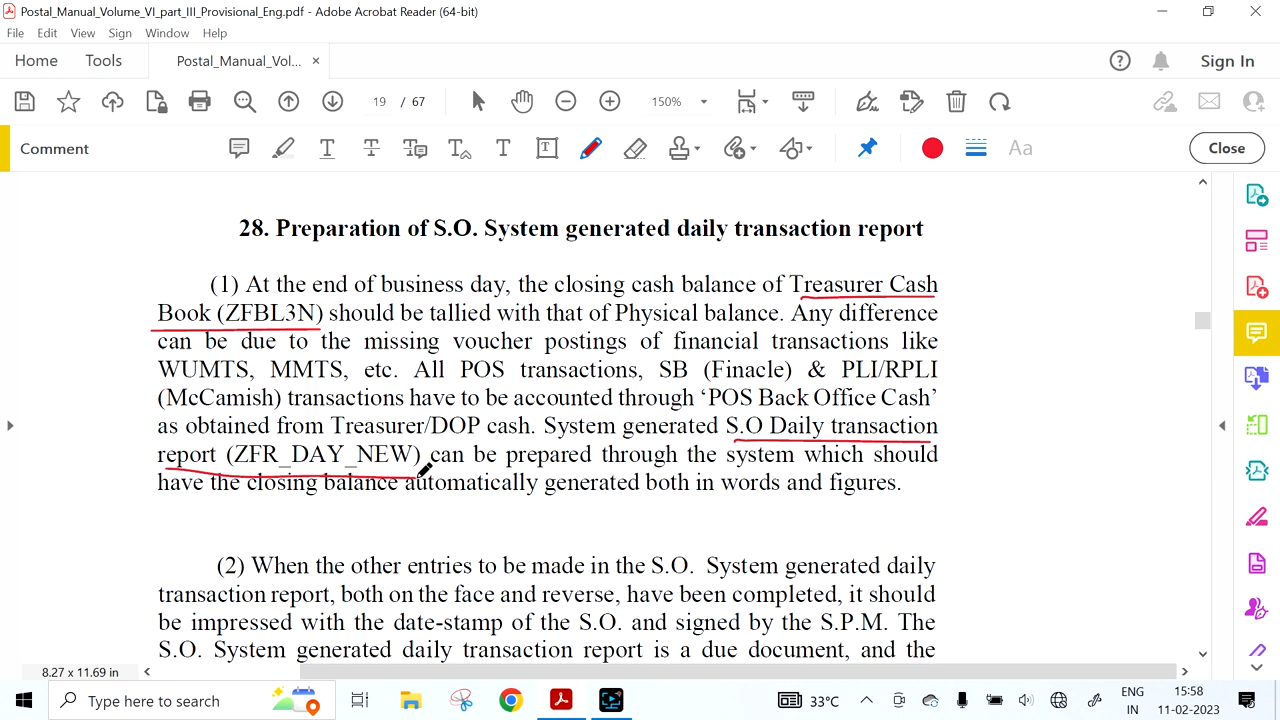 Postal_Manual_Volume_VI_part_III_Provisional_Eng.pdf - Adobe Acrobat Reader (64-bit)
File Edit View Sign Window Help
Home Tools Postal_Manual_Vol... × Sign In
19 / 67 150%
Comment Aa Close
28. Preparation of S.O. System generated daily transaction report
(1) At the end of business day, the closing cash balance of Treasurer Cash
Book (ZFBL3N) should be tallied with that of Physical balance. Any difference
can be due to the missing voucher postings of financial transactions like
WUMTS, MMTS, etc. All POS transactions, SB (Finacle) & PLI/RPLI
(McCamish) transactions have to be accounted through ‘POS Back Office Cash’
as obtained from Treasurer/DOP cash. System generated S.O Daily transaction
report (ZFR_DAY_NEW) can be prepared through the system which should
have the closing balance automatically generated both in words and figures.
(2) When the other entries to be made in the S.O. System generated daily
transaction report, both on the face and reverse, have been completed, it should
be impressed with the date-stamp of the S.O. and signed by the S.P.M. The
S.O. System generated daily transaction report is a due document, and the
8.27 x 11.69 in
Type here to search 33°C ENG 15:58
IN 11-02-2023